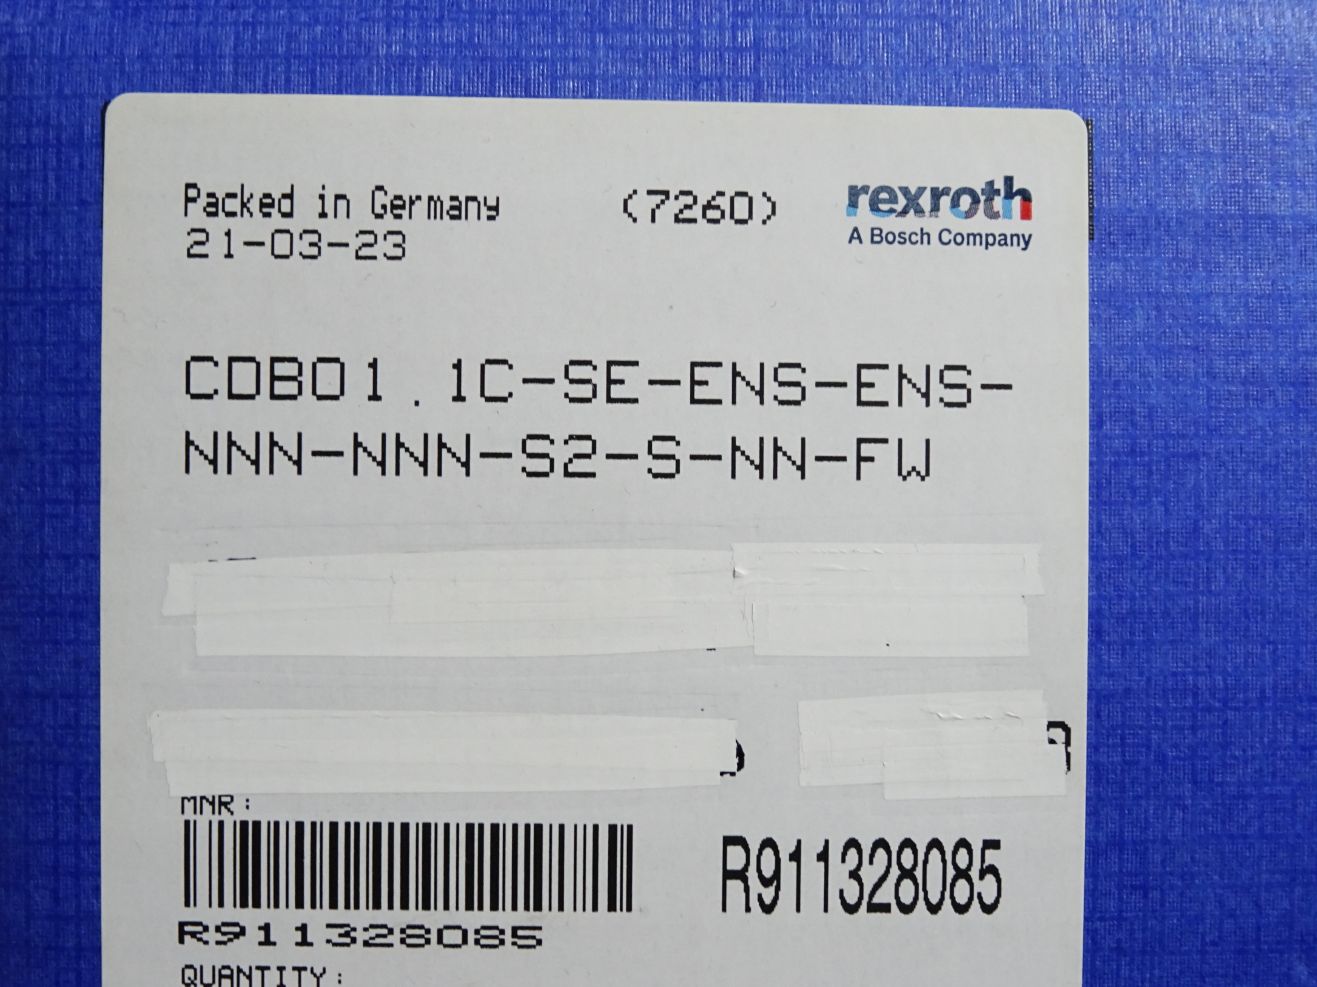 Packed in Germany (7260) rexroth
21-03-23 A Bosch Company
CDB01.1C-SE-ENS-ENS-
NNN-NNN-S2-S-NN-FW
MNR:
R911328085
R911328085
QUANTITY: